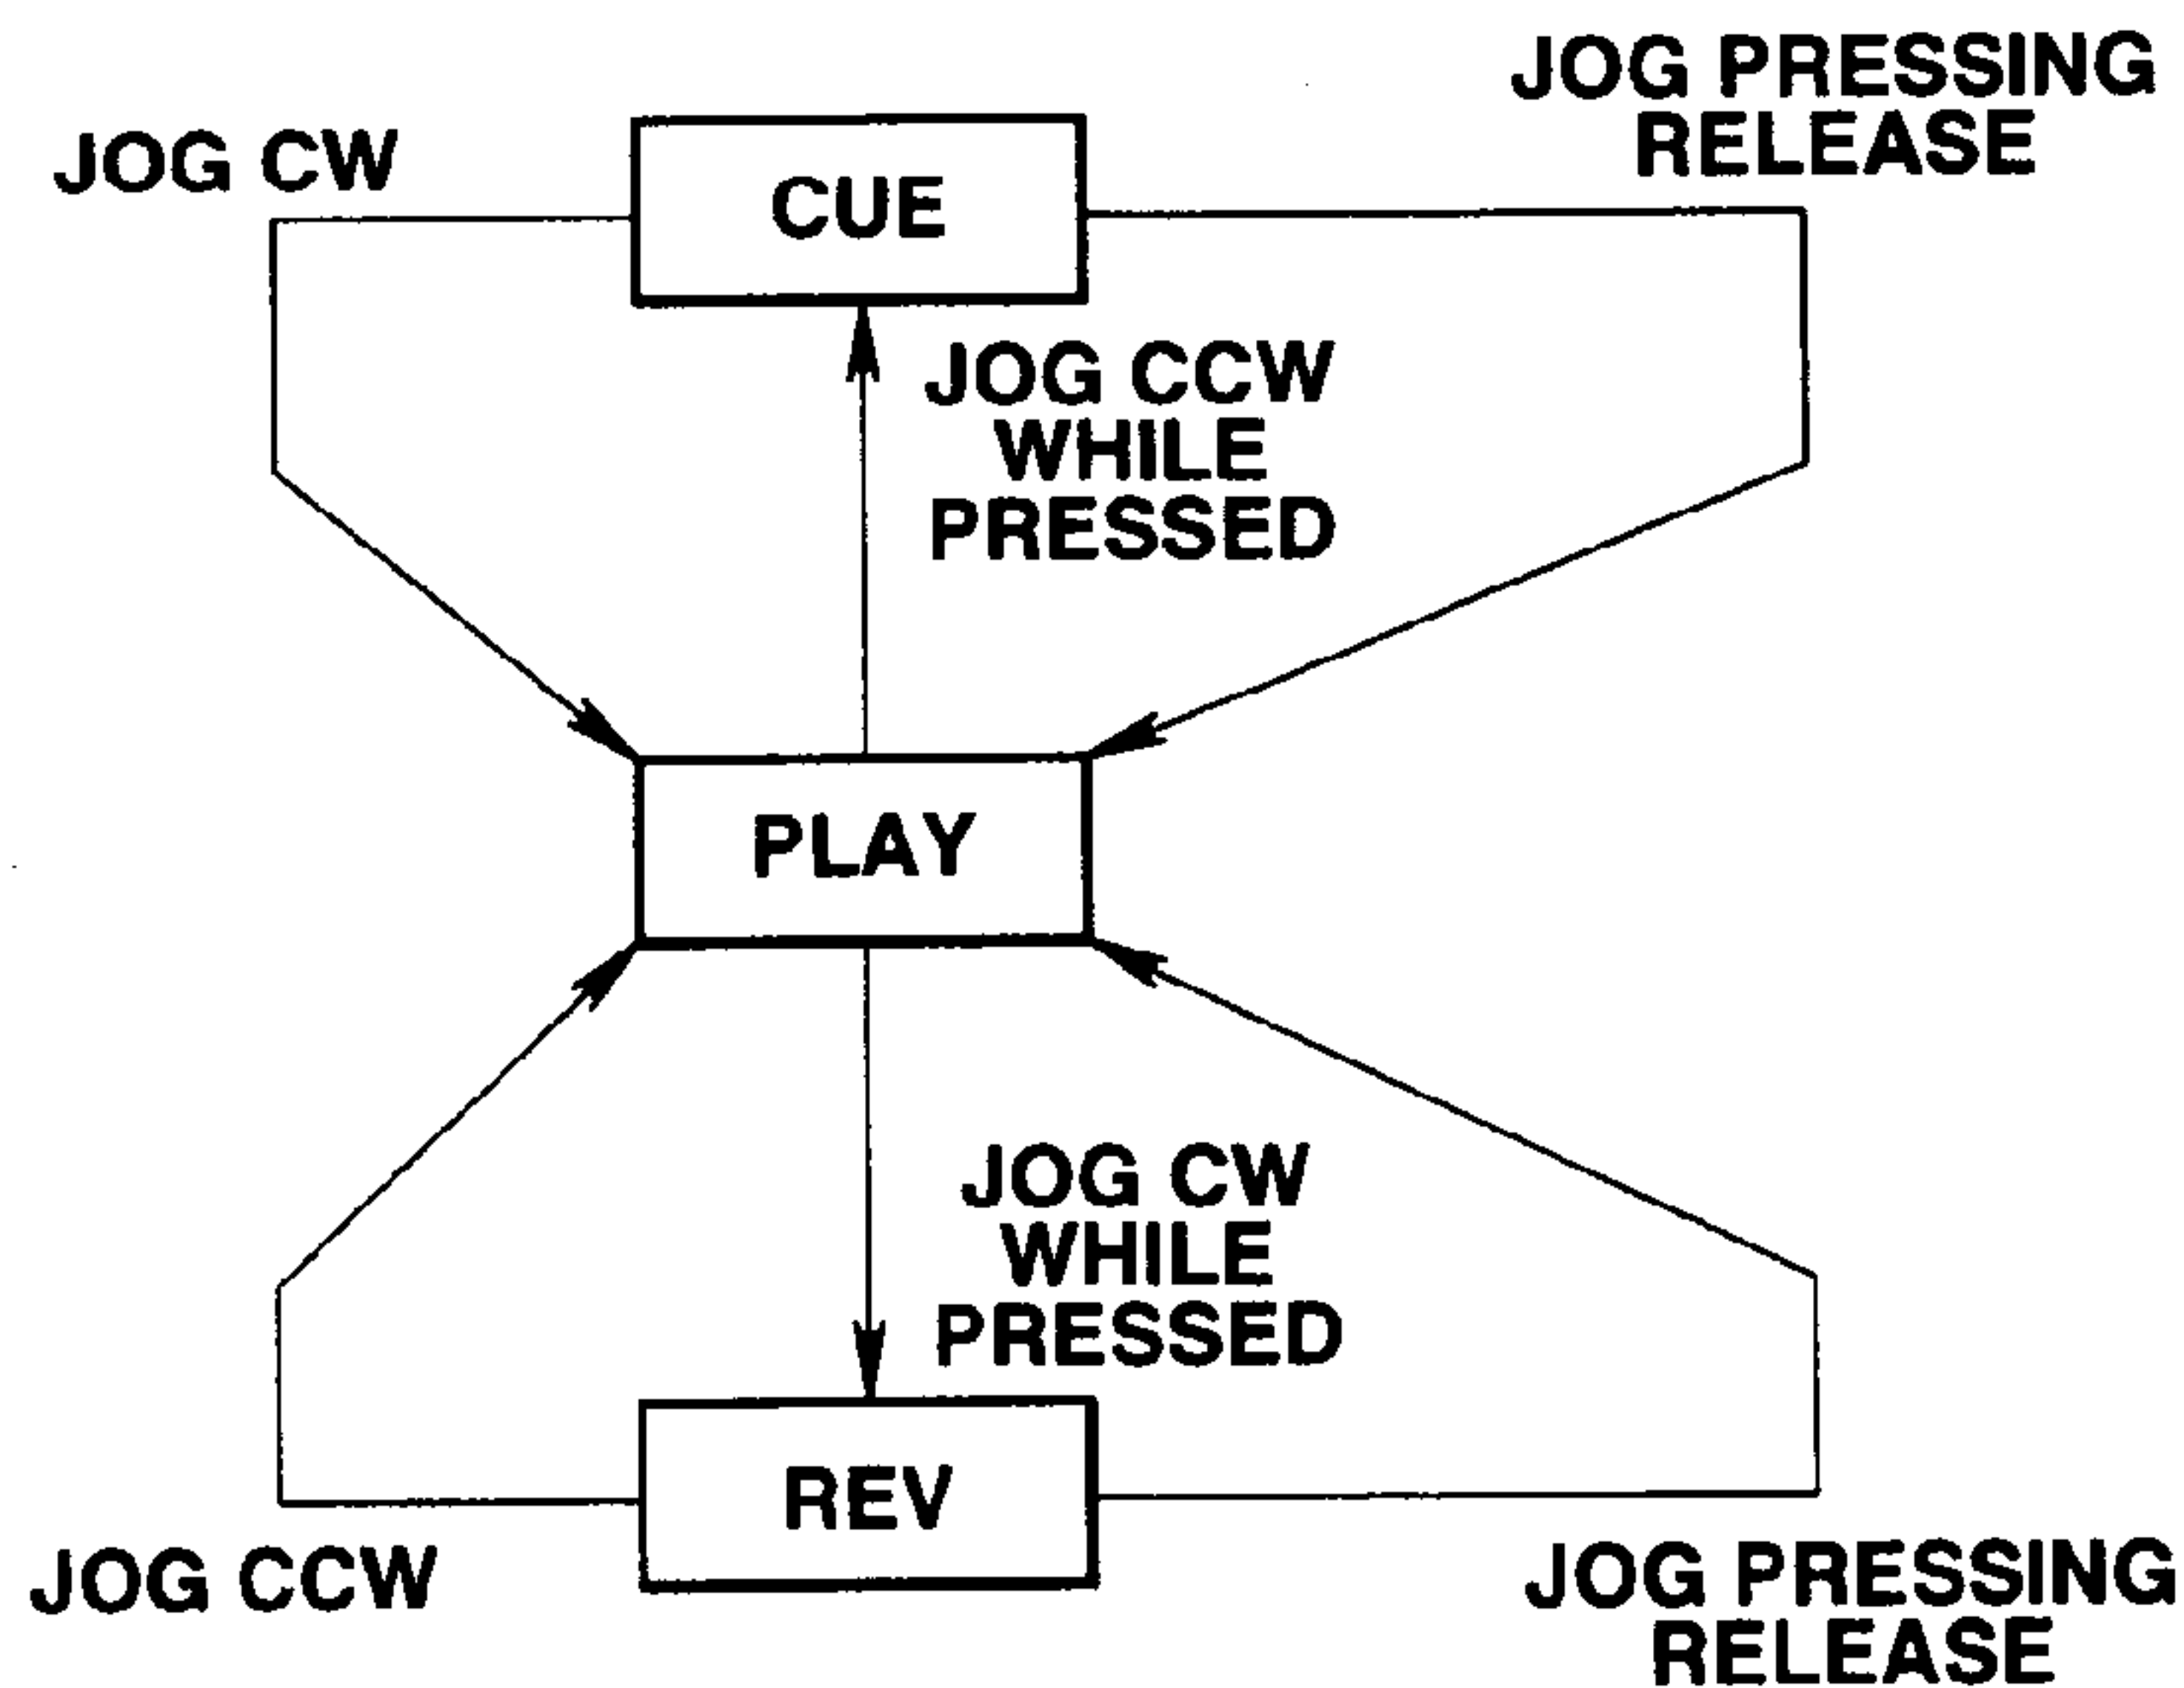 JOG PRESSING
RELEASE
JOG CW
CUE
JOG CCW
WHILE
PRESSED
PLAY
JOG CW
WHILE
PRESSED
REV
JOG CCW
JOG PRESSING
RELEASE